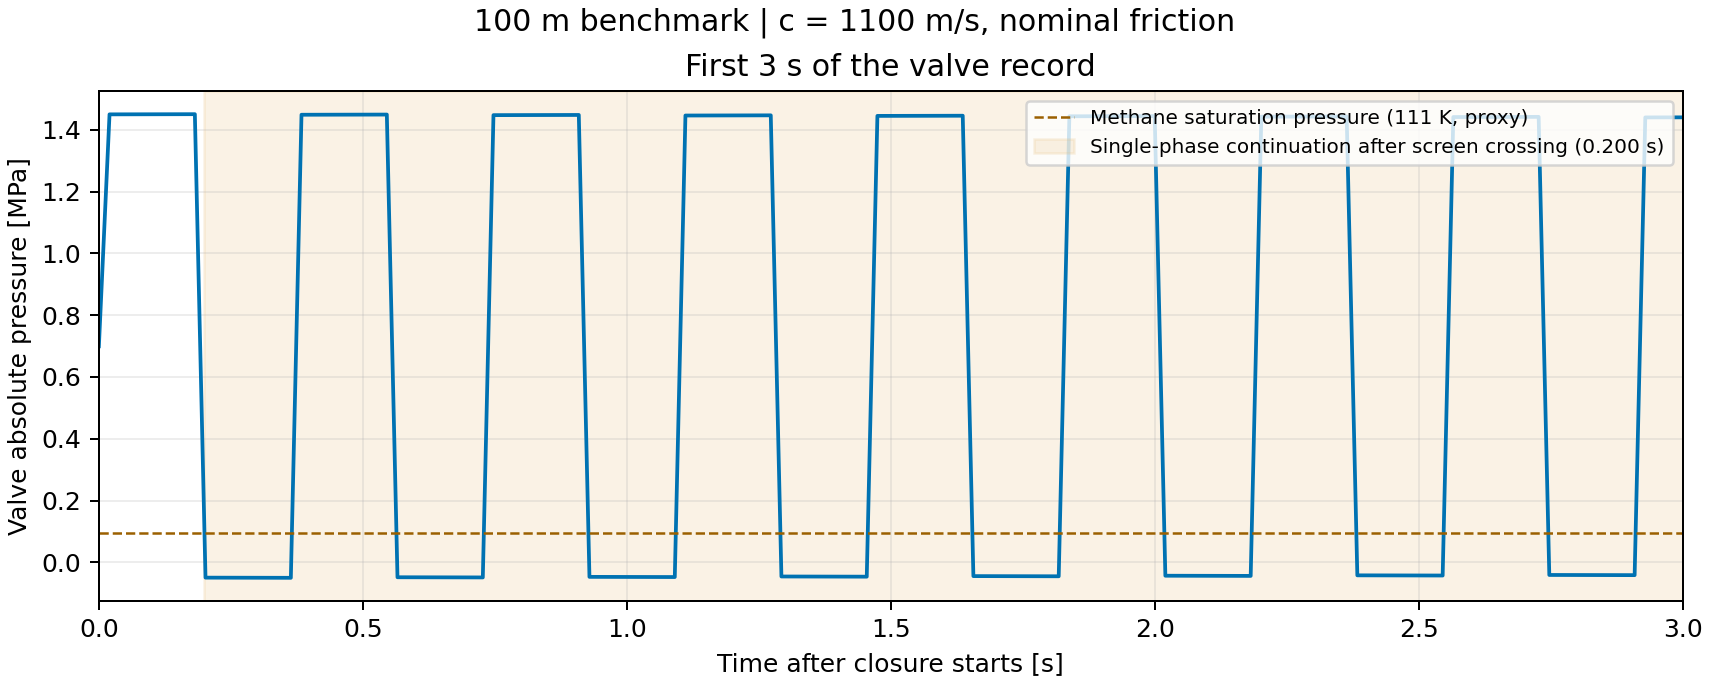 100 m benchmark | c = 1100 m/s, nominal friction
First 3 s of the valve record
Valve absolute pressure [MPa]
1.4
1.2
1.0
0.8
0.6
0.4
0.2
0.0
Methane saturation pressure (111 K, proxy)
Single-phase continuation after screen crossing (0.200 s)
0.0 0.5 1.0 1.5 2.0 2.5 3.0
Time after closure starts [s]